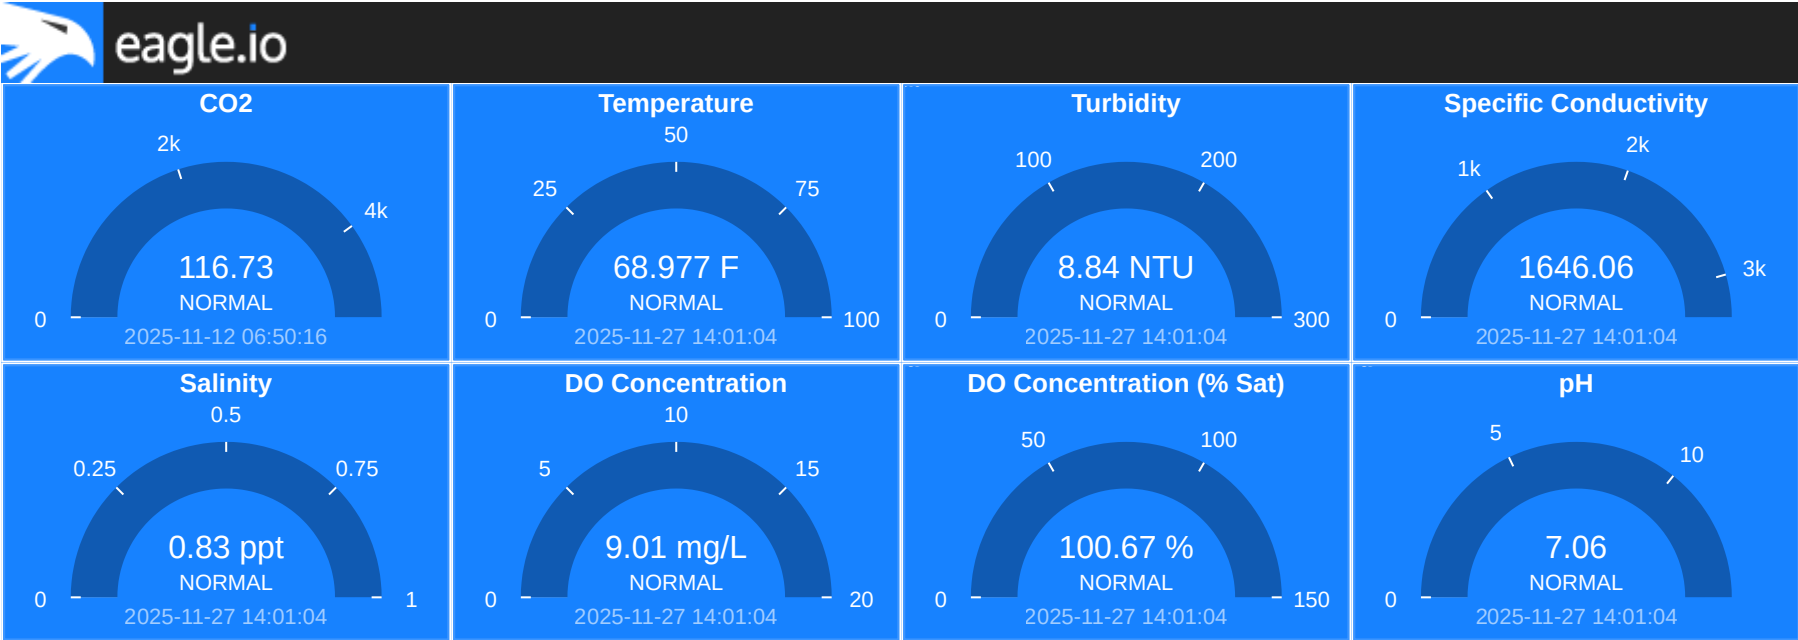 eagle.io
CO2
2k
4k
0
116.73
NORMAL
2025-11-12 06:50:16
Temperature
50
25
75
0
100
68.977 F
NORMAL
2025-11-27 14:01:04
Turbidity
100
200
0
300
8.84 NTU
NORMAL
2025-11-27 14:01:04
Specific Conductivity
2k
1k
3k
0
1646.06
NORMAL
2025-11-27 14:01:04
Salinity
0.5
0.25
0.75
0
1
0.83 ppt
NORMAL
2025-11-27 14:01:04
DO Concentration
10
5
15
0
20
9.01 mg/L
NORMAL
2025-11-27 14:01:04
DO Concentration (% Sat)
50
100
0
150
100.67 %
NORMAL
2025-11-27 14:01:04
pH
5
10
0
7.06
NORMAL
2025-11-27 14:01:04